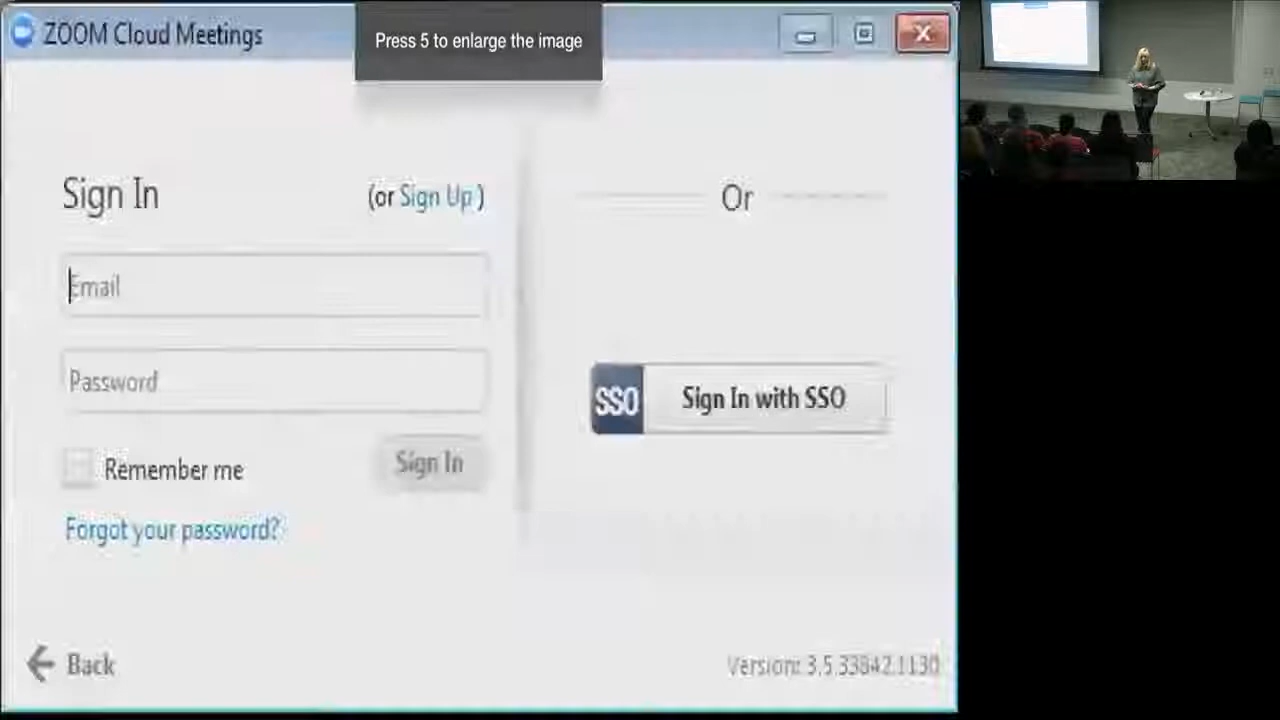 ZOOM Cloud Meetings
Press 5 to enlarge the image
Sign In
(or Sign Up )
Or
Email
Password
SSO
Sign In with SSO
Remember me
Sign In
Forgot your password?
Back
Version: 3.5.33842.1130